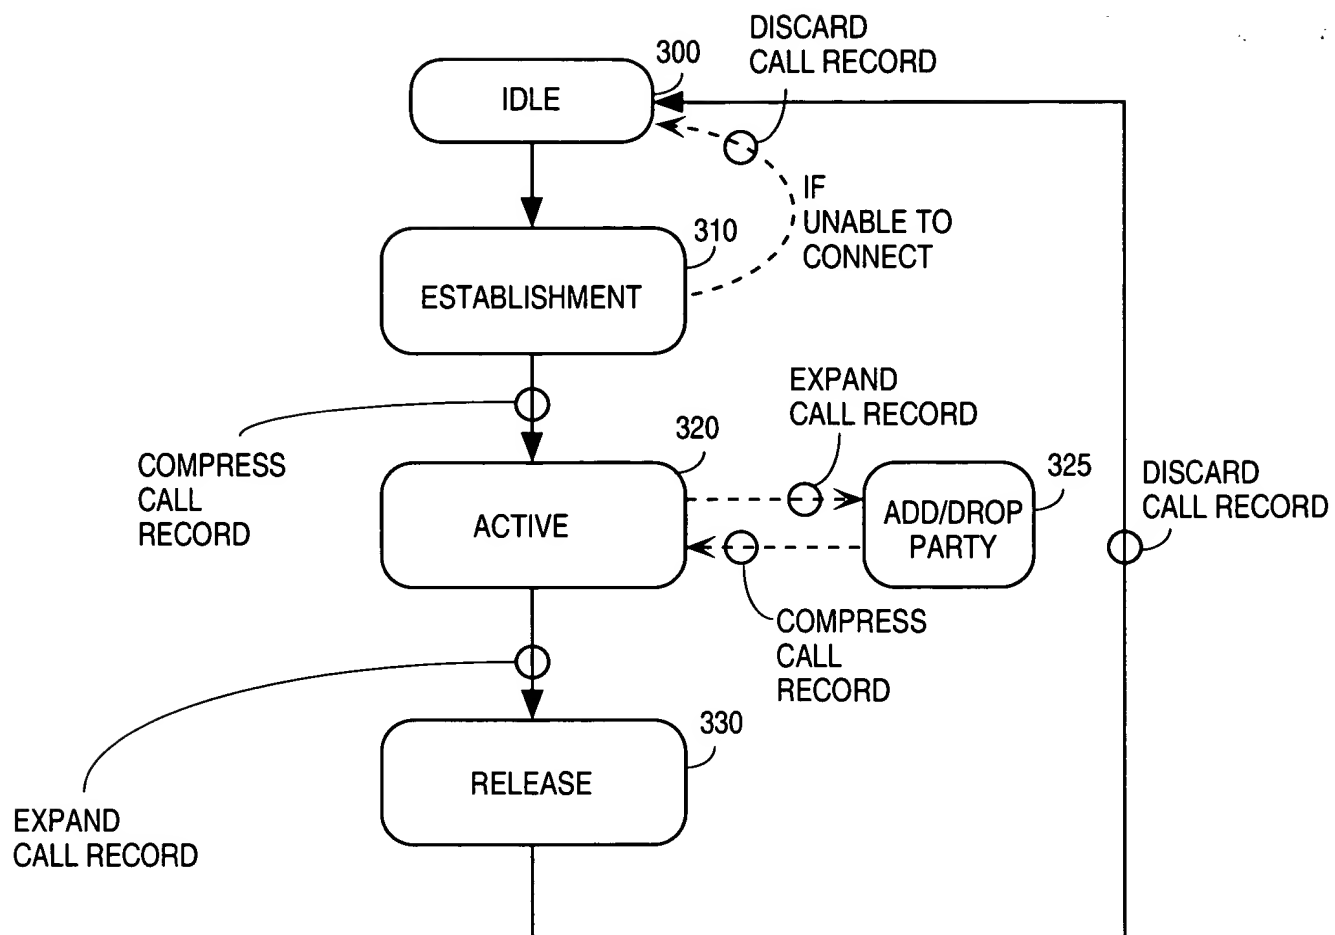 DISCARD
CALL RECORD
300
IDLE
IF
UNABLE TO
CONNECT
310
ESTABLISHMENT
EXPAND
CALL RECORD
COMPRESS
CALL
RECORD
320
ACTIVE
325
ADD/DROP
PARTY
DISCARD
CALL RECORD
COMPRESS
CALL
RECORD
330
RELEASE
EXPAND
CALL RECORD